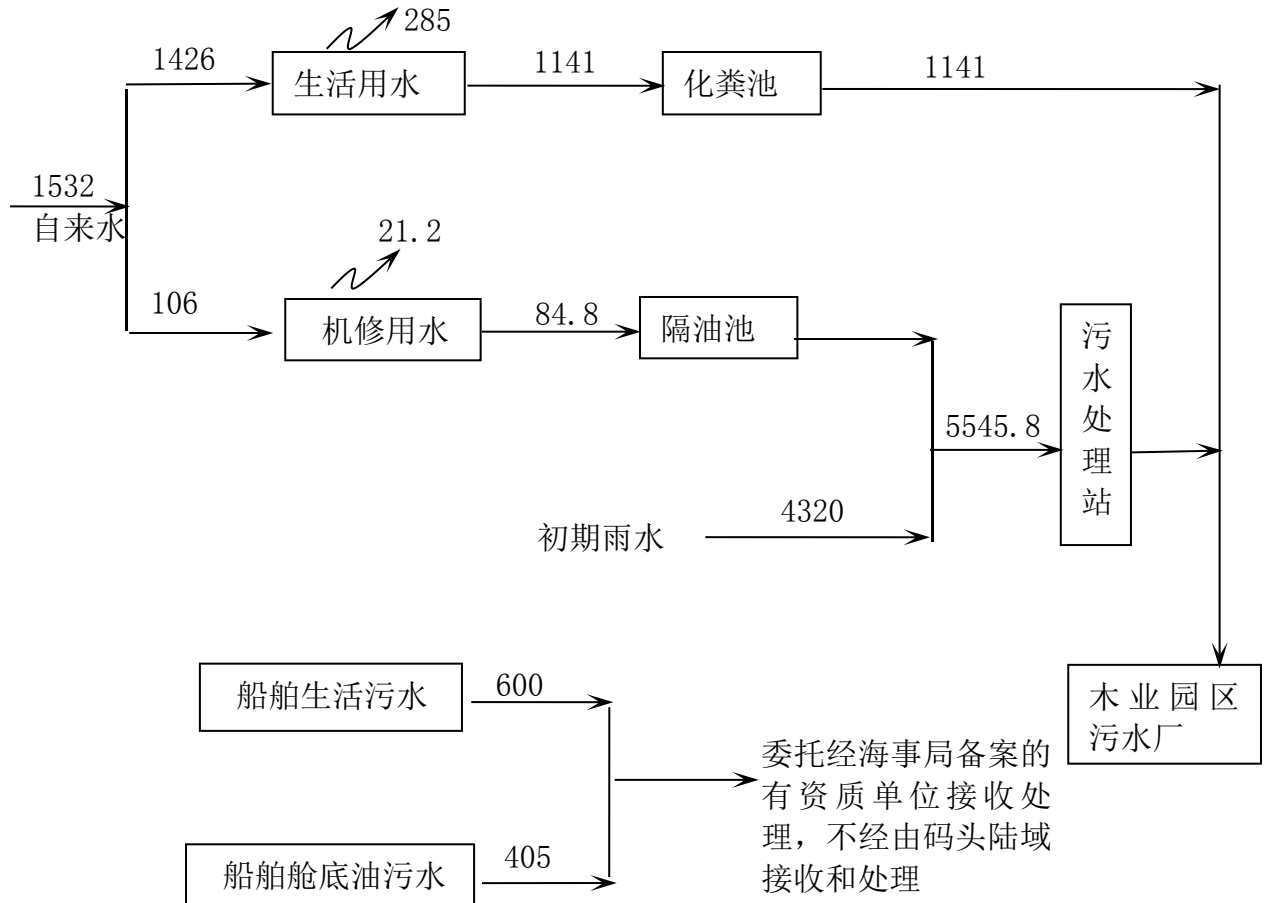 285
1426
生活用水
1141
化粪池
1141
1532
自来水
21.2
106
机修用水
84.8
隔油池
污水处理站
5545.8
初期雨水
4320
船舶生活污水
600
木业园区
污水厂
委托经海事局备案的
有资质单位接收处
理，不经由码头陆域
接收和处理
船舶舱底油污水
405